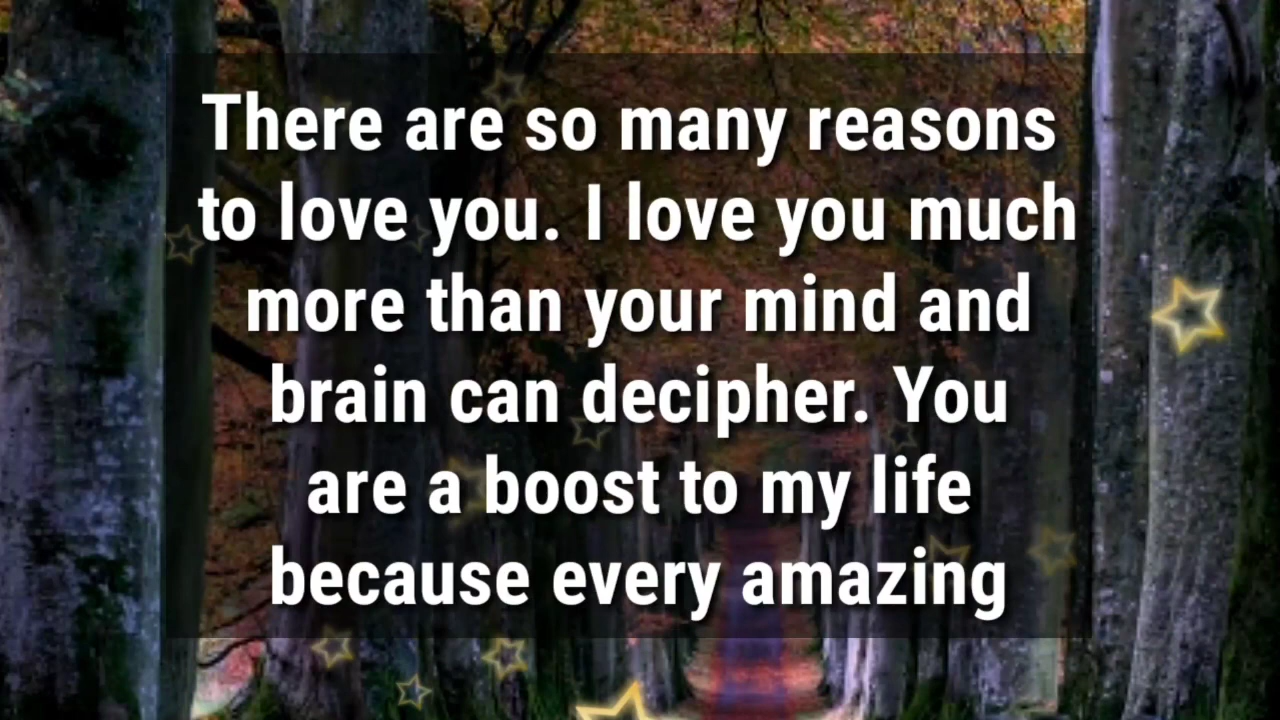 There are so many reasons
to love you. I love you much
more than your mind and
brain can decipher. You
are a boost to my life
because every amazing